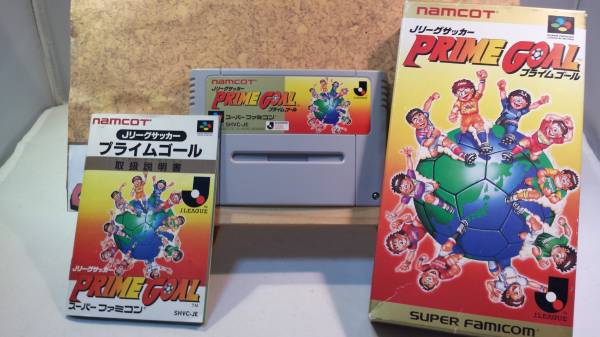 namcot
Jリーグサッカー
プライムゴール
取扱説明書
J.LEAGUE
Jリーグサッカー
PRIME GOAL
スーパーファミコン
SHVC-JE
namcot
Jリーグサッカー
PRIME GOAL
プライムゴール
スーパーファミコン
SHVC-JE
namcot
Jリーグサッカー
PRIME GOAL
プライムゴール
J.LEAGUE
SUPER FAMICOM